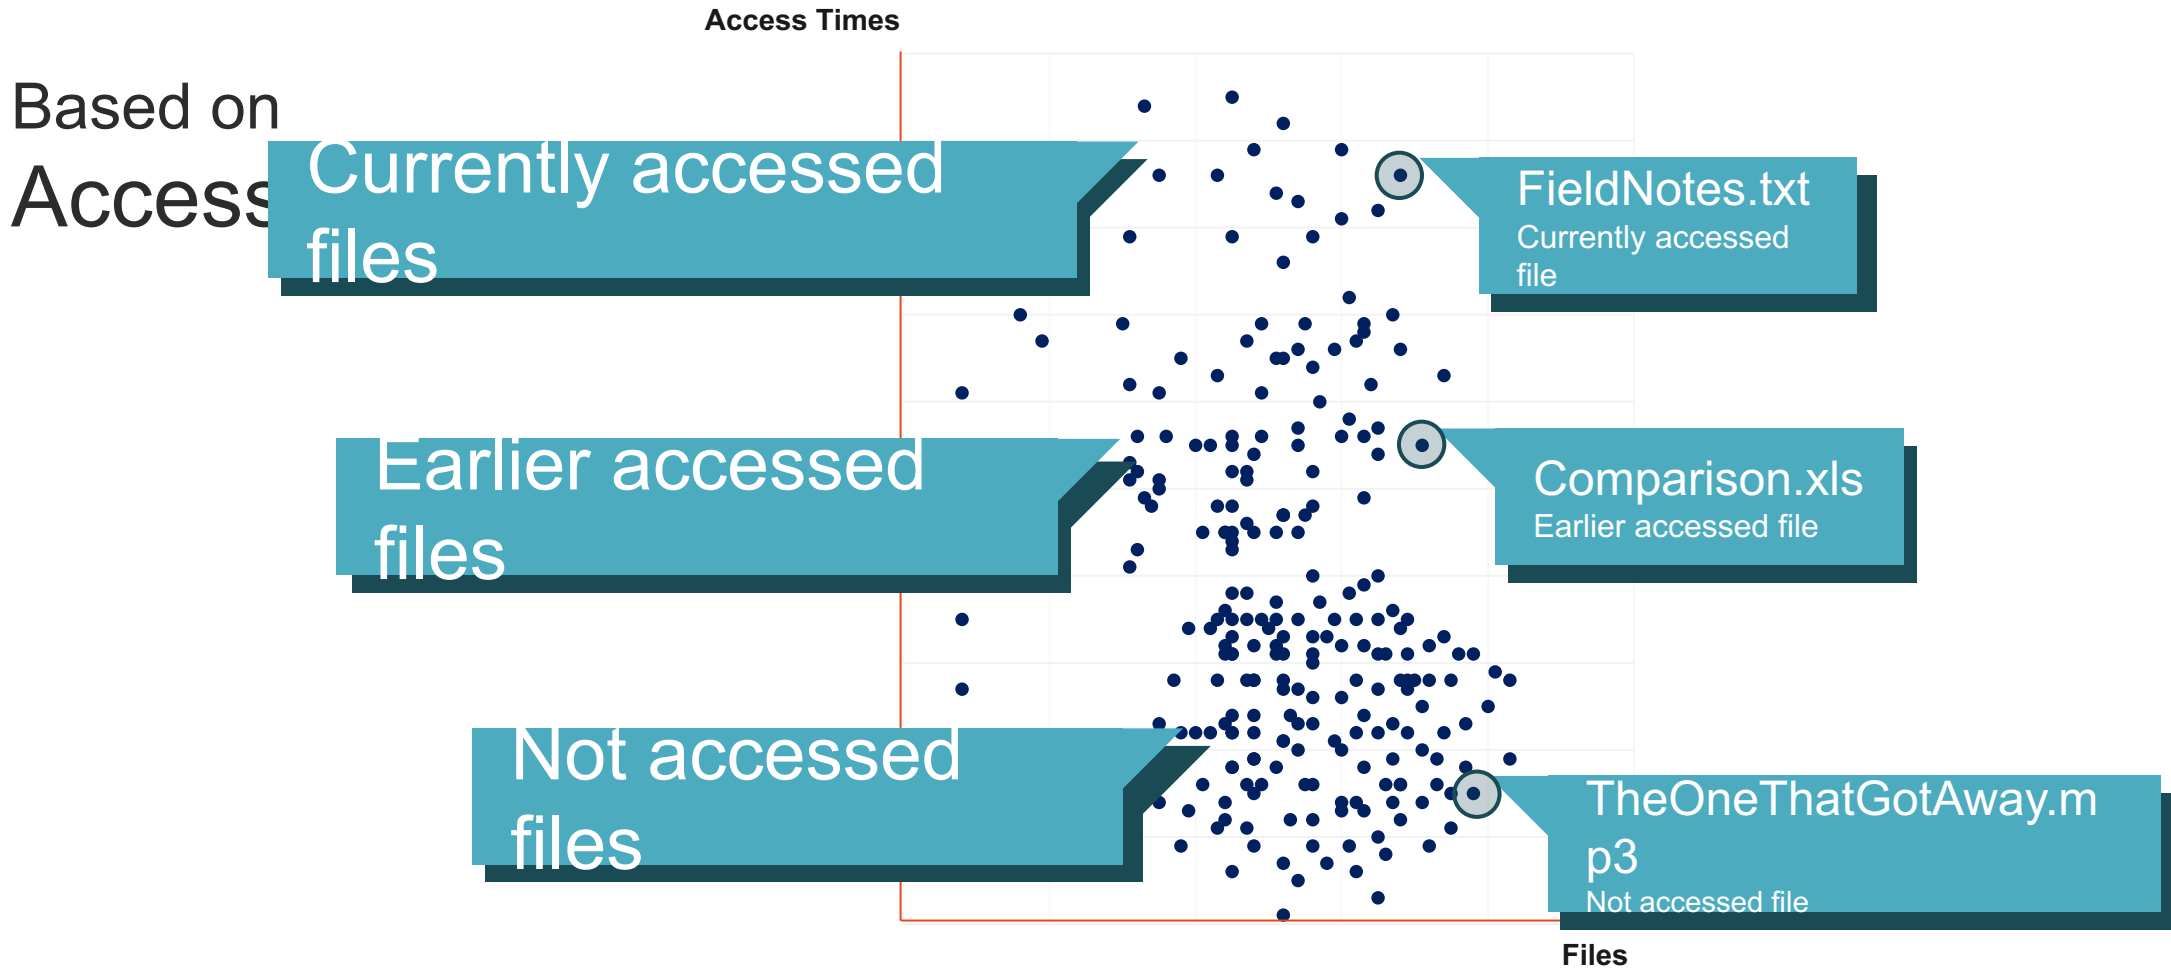 Access Times
Based on
Access
Currently accessed
files
FieldNotes.txt
Currently accessed
file
Earlier accessed
files
Comparison.xls
Earlier accessed file
Not accessed
files
TheOneThatGotAway.m
p3
Not accessed file
Files